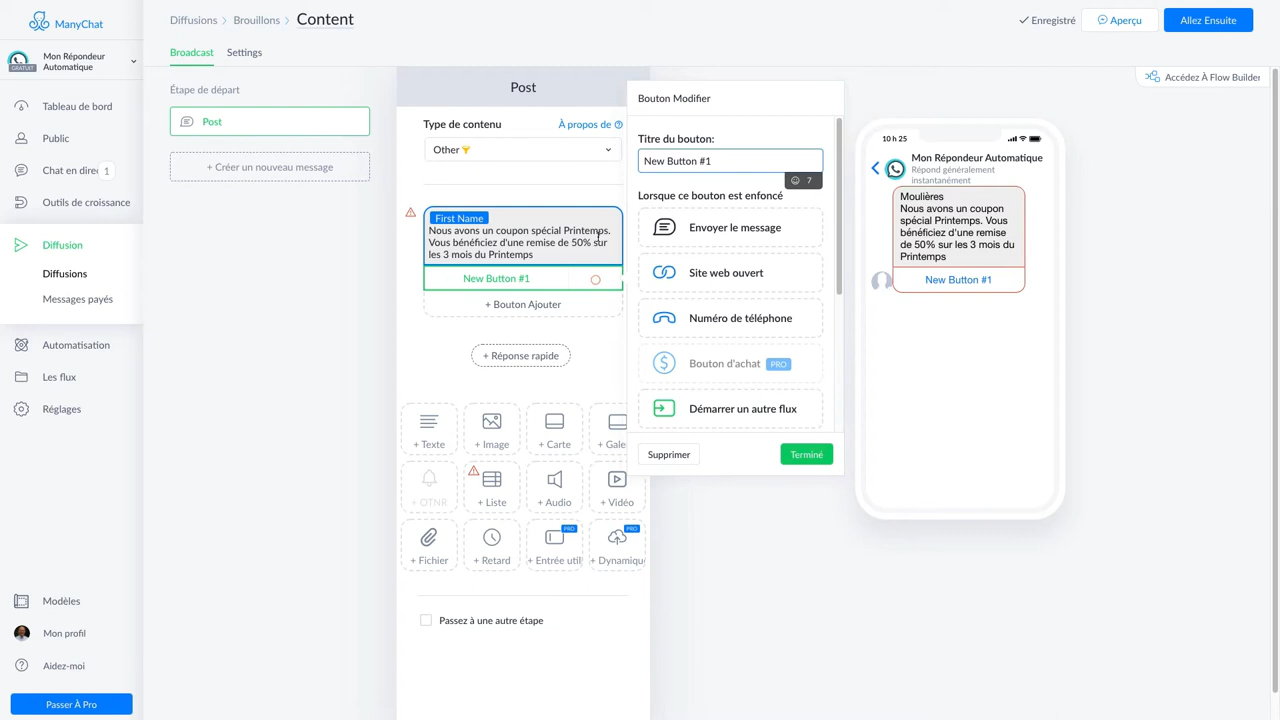 ManyChat
Diffusions
Brouillons
Content
Enregistré
Aperçu
Allez Ensuite
Mon Répondeur
Automatique
GRATUIT
Broadcast
Settings
Accédez À Flow Builder
Tableau de bord
Public
Chat en direc
1
Outils de croissance
Diffusion
Diffusions
Messages payés
Automatisation
Les flux
Réglages
Modèles
Mon profil
Aidez-moi
Passer À Pro
Étape de départ
Post
+ Créer un nouveau message
Post
Type de contenu
À propos de
Other
First Name
Nous avons un coupon spécial Printemps.
Vous bénéficiez d'une remise de 50% sur
les 3 mois du Printemps
New Button #1
+ Bouton Ajouter
+ Réponse rapide
+ Texte
+ Image
+ Carte
+ Gale
+ OTNR
+ Liste
+ Audio
+ Vidéo
+ Fichier
+ Retard
PRO
+ Entrée util
PRO
+ Dynamiqu
Passez à une autre étape
Bouton Modifier
Titre du bouton:
New Button #1
7
Lorsque ce bouton est enfoncé
Envoyer le message
Site web ouvert
Numéro de téléphone
Bouton d'achat PRO
Démarrer un autre flux
Supprimer
Terminé
10 h 25
Mon Répondeur Automatique
Répond généralement
instantanément
Moulières
Nous avons un coupon
spécial Printemps. Vous
bénéficiez d'une remise
de 50% sur les 3 mois du
Printemps
New Button #1